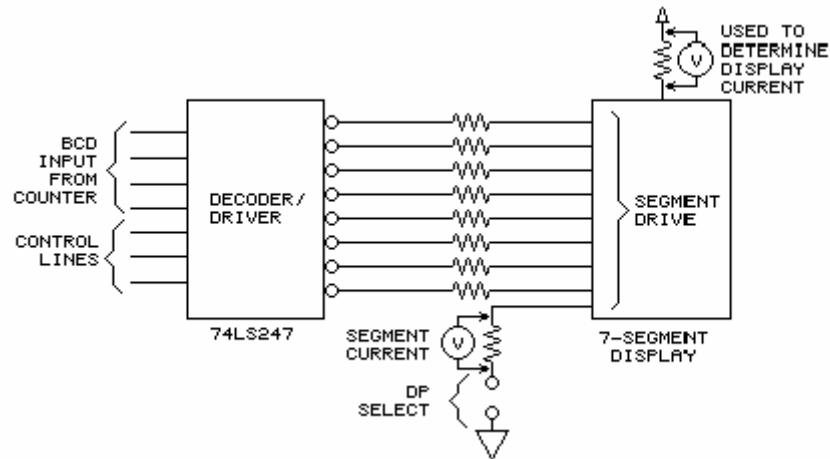 USED TO
DETERMINE
DISPLAY
CURRENT
V
BCD
INPUT
FROM
COUNTER
CONTROL
LINES
DECODER/
DRIVER
74LS247
SEGMENT
DRIVE
7-SEGMENT
DISPLAY
SEGMENT
CURRENT
V
DP
SELECT